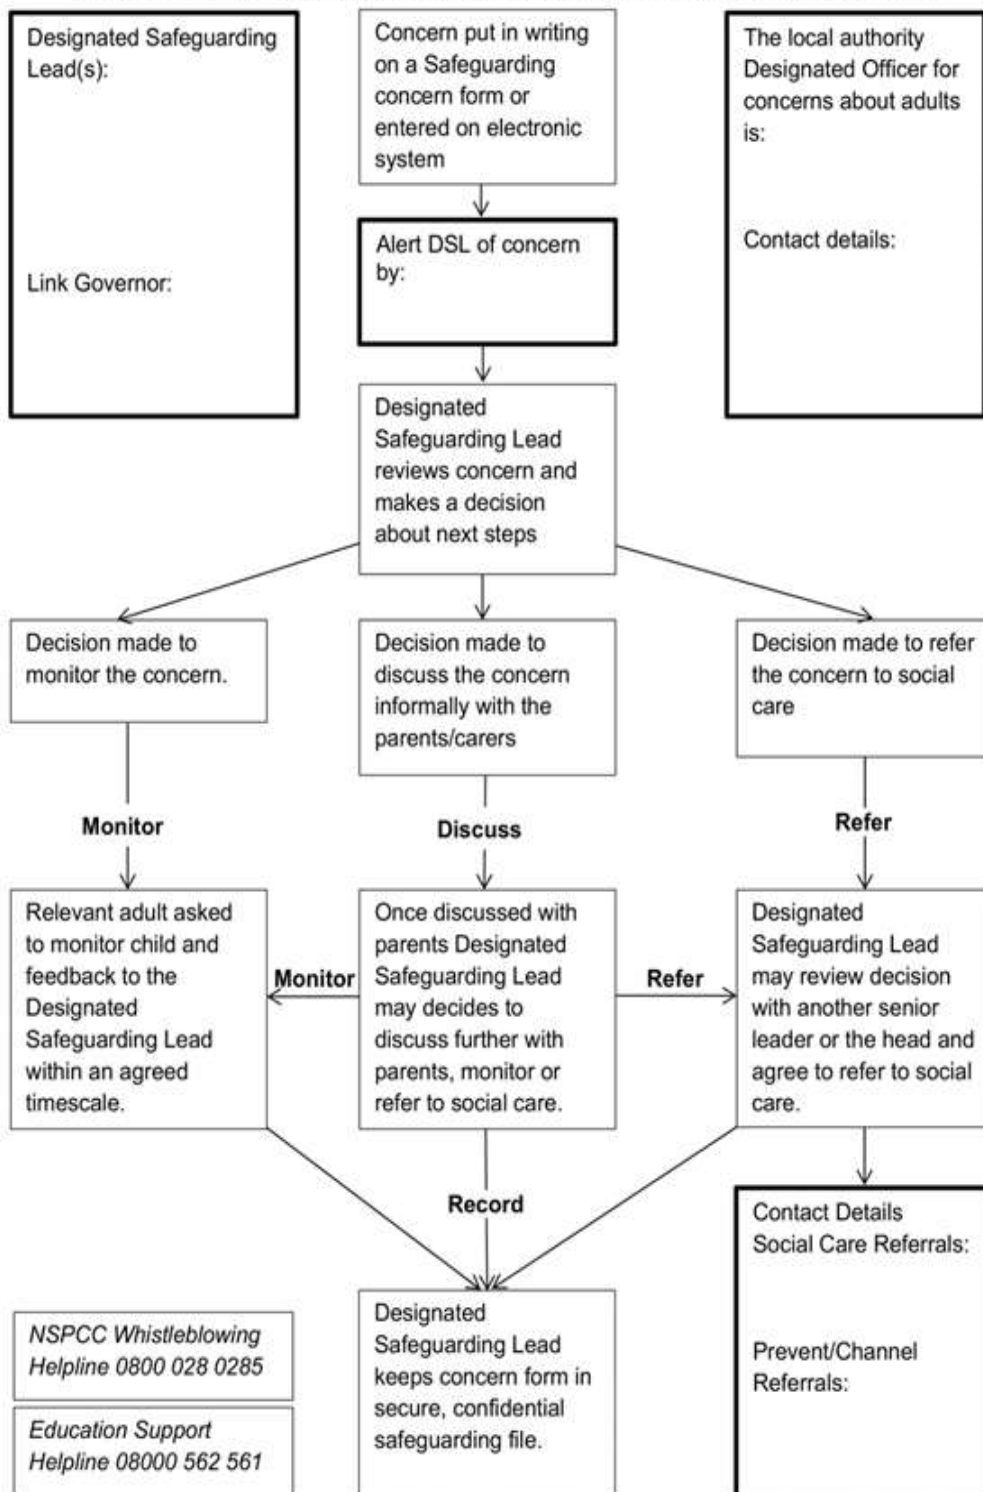 Designated Safeguarding
Lead(s):
Link Governor:
Concern put in writing
on a Safeguarding
concern form or
entered on electronic
system
The local authority
Designated Officer for
concerns about adults
is:
Contact details:
Alert DSL of concern
by:
Designated
Safeguarding Lead
reviews concern and
makes a decision
about next steps
Decision made to
monitor the concern.
Decision made to
discuss the concern
informally with the
parents/carers
Decision made to refer
the concern to social
care
Monitor
Discuss
Refer
Relevant adult asked
to monitor child and
feedback to the
Designated
Safeguarding Lead
within an agreed
timescale.
Monitor
Once discussed with
parents Designated
Safeguarding Lead
may decides to
discuss further with
parents, monitor or
refer to social care.
Refer
Designated
Safeguarding Lead
may review decision
with another senior
leader or the head and
agree to refer to social
care.
Record
Contact Details
Social Care Referrals:
Prevent/Channel
Referrals:
NSPCC Whistleblowing
Helpline 0800 028 0285
Education Support
Helpline 08000 562 561
Designated
Safeguarding Lead
keeps concern form in
secure, confidential
safeguarding file.